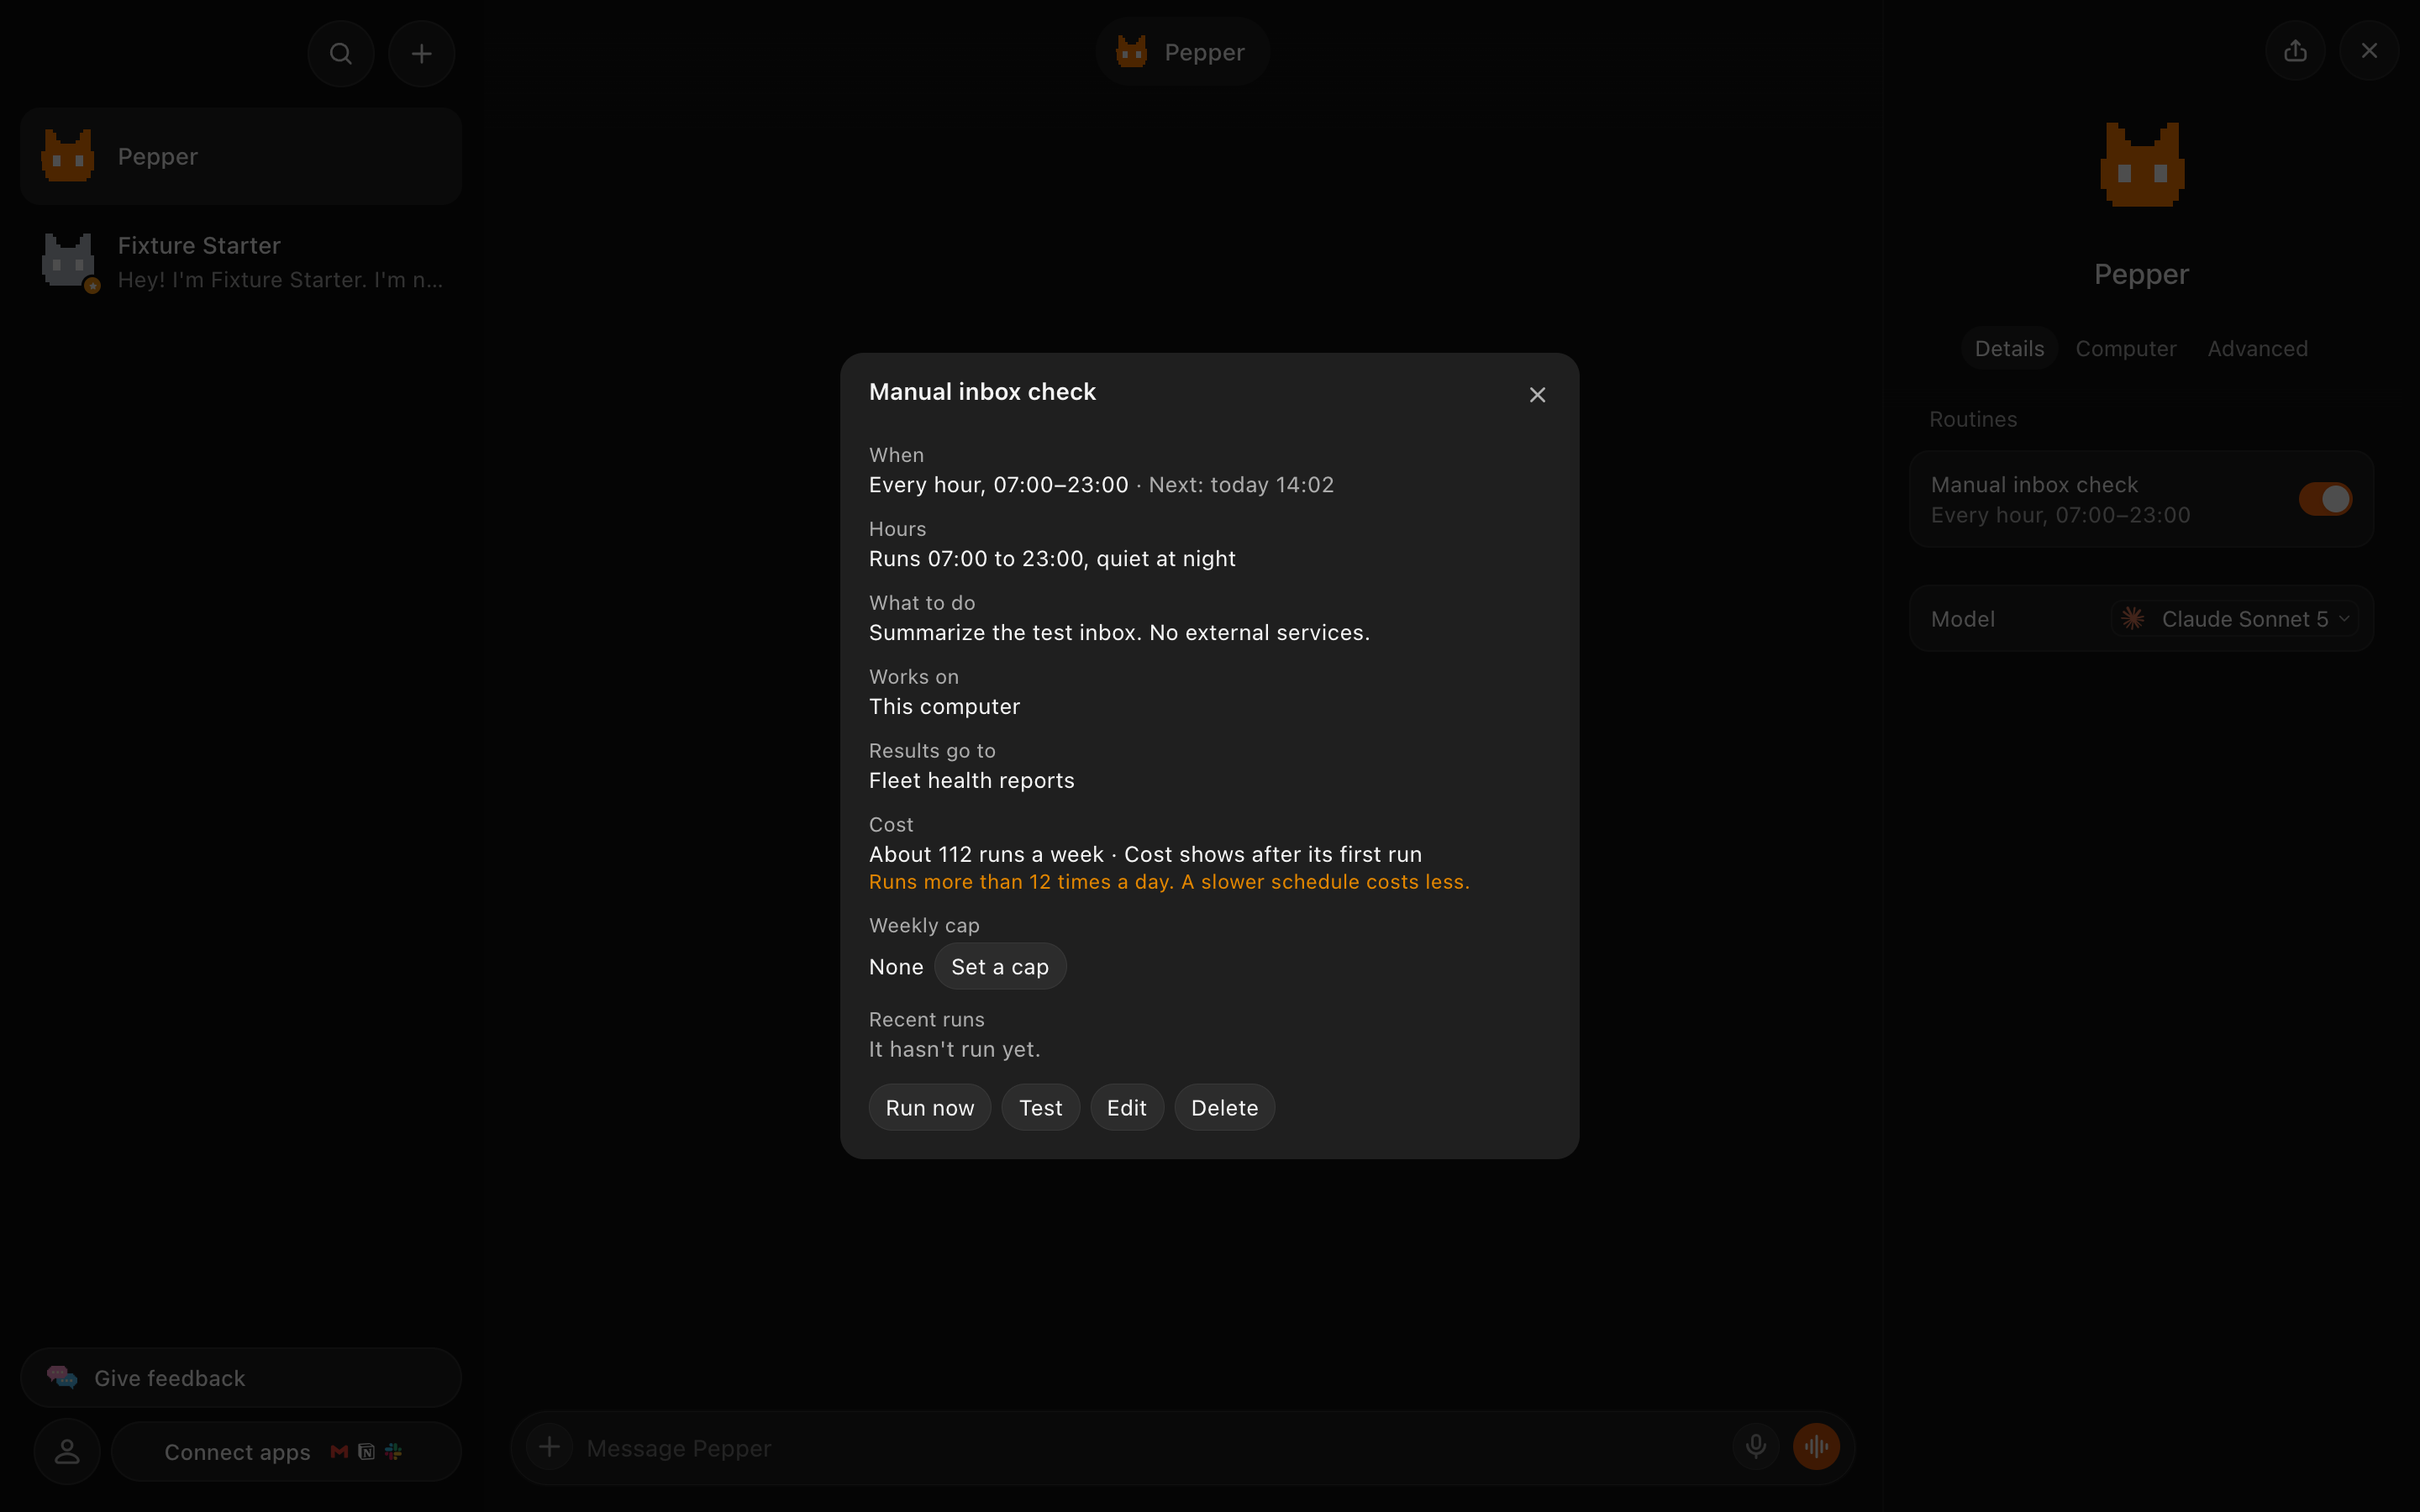 Pepper
Fixture Starter
Hey! I'm Fixture Starter. I'm n...
Give feedback
Connect apps
Pepper
Manual inbox check
When
Every hour, 07:00–23:00 · Next: today 14:02
Hours
Runs 07:00 to 23:00, quiet at night
What to do
Summarize the test inbox. No external services.
Works on
This computer
Results go to
Fleet health reports
Cost
About 112 runs a week · Cost shows after its first run
Runs more than 12 times a day. A slower schedule costs less.
Weekly cap
None Set a cap
Recent runs
It hasn't run yet.
Run now Test Edit Delete
Message Pepper
Pepper
Details Computer Advanced
Routines
Manual inbox check
Every hour, 07:00–23:00
Model Claude Sonnet 5